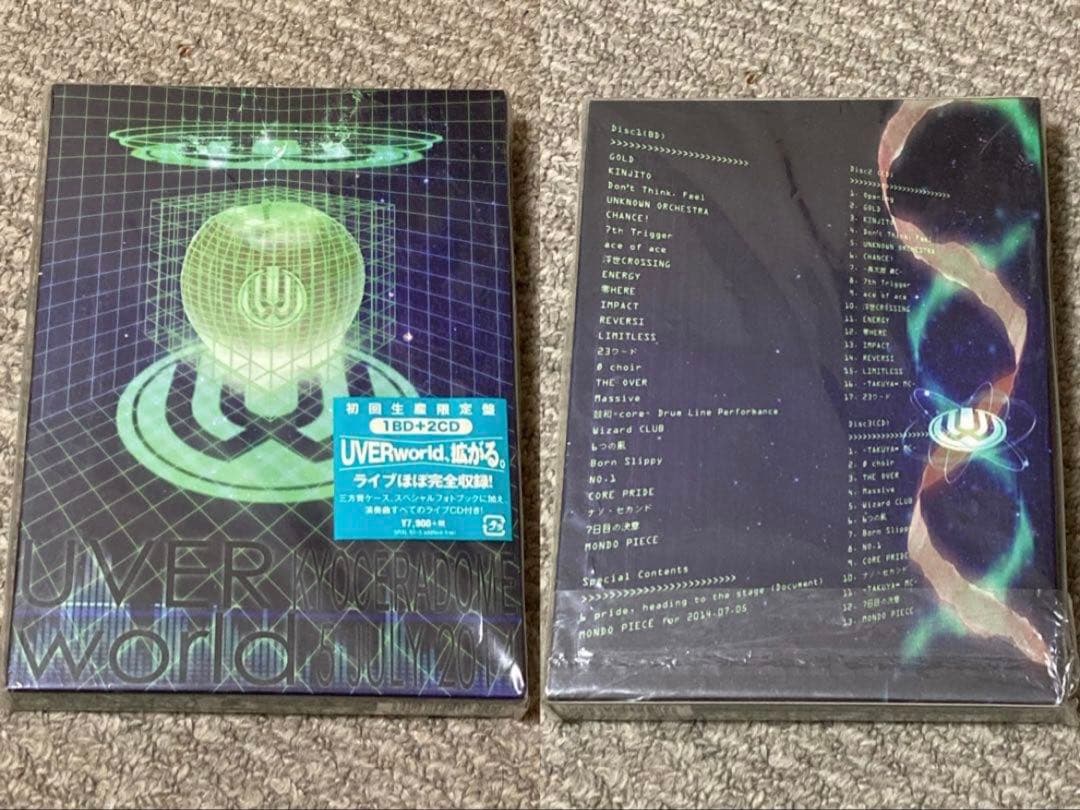 初回生産限定盤
1BD+2CD
UVERworld、拡がる。
ライブほぼ完全収録!
三方背ケース、スペシャルフォトブックに加え、
演奏曲すべてのライブCD付き!
¥7,900+税
UVER
world
KYOCERADOME
5 JULY
Disc1(BD)
>>>>>>>>>>>>>>>>>>>>>>>>
GOLD
KINJITO
Don't Think. Feel
UNKNOWN ORCHESTRA
CHANCE!
7th Trigger
ace of ace
浮世CROSSING
ENERGY
零HERE
IMPACT
REVERSI
LIMITLESS
23ワード
Ø choir
THE OVER
Massive
鼓和-core- Drum Line Performance
Wizard CLUB
6つの風
Born Slippy
NO.1
CORE PRIDE
ナノ・セカンド
7日目の決意
MONDO PIECE
Special Contents
>>>>>>>>>>>>>>>>>>>>>>>>
pride: heading to the stage (Document)
MONDO PIECE for 2014.07.05
Disc2 (CD)
>>>>>>>>>>>>>>>>>>>>>>>>
1. Opening
2. GOLD
3. KINJITO
4. Don't Think. Feel
5. UNKNOWN ORCHESTRA
6. CHANCE!
7.
8. 7th Trigger
9. ace of ace
10. 浮世CROSSING
11. ENERGY
12. 零HERE
13. IMPACT
14. REVERSI
15. LIMITLESS
16. -TAKUYA∞ MC-
17. 23ワード
Disc3(CD)
>>>>>>>>>>>>>>>>>>>>>>>>
1. -TAKUYA∞
2. Ø choir
3. THE OVER
4. Massive
5. Wizard CLUB
6. 6つの風
7. Born Slippy
8. NO.1
9. CORE PRIDE
10. ナノ・セカンド
11. -TAKUYA∞ MC-
12. 7日目の決意
13. MONDO PIECE